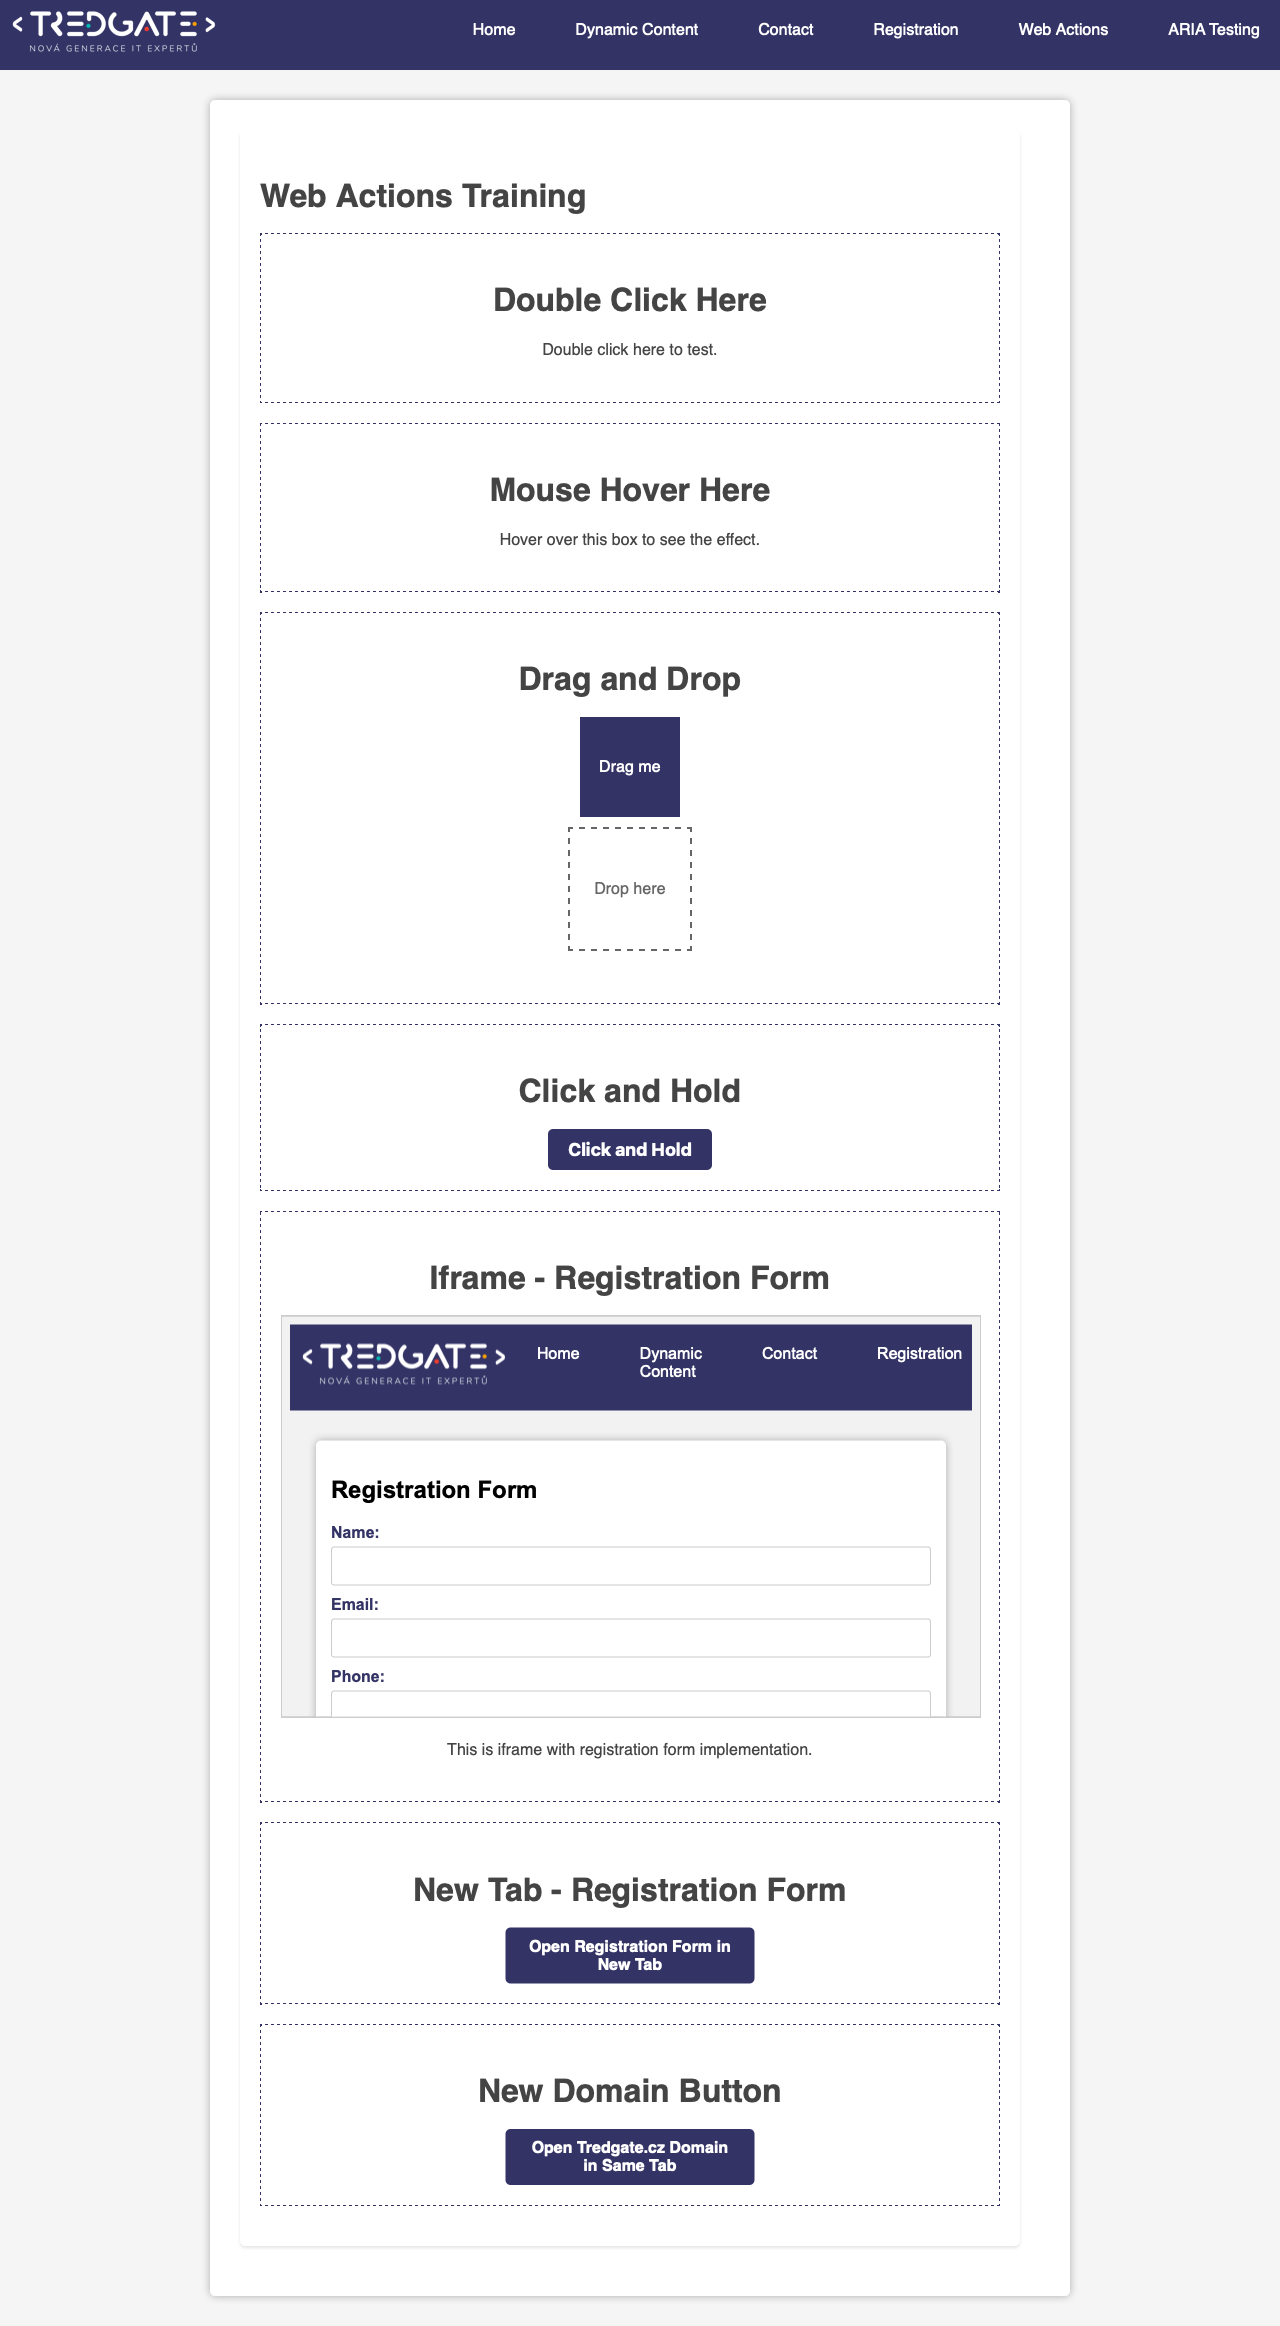 < TREDGATE >
NOVÁ GENERACE IT EXPERTŮ
Home Dynamic Content Contact Registration Web Actions ARIA Testing
Web Actions Training
Double Click Here
Double click here to test.
Mouse Hover Here
Hover over this box to see the effect.
Drag and Drop
Drag me
Drop here
Click and Hold
Click and Hold
Iframe - Registration Form
< TREDGATE >
NOVÁ GENERACE IT EXPERTŮ
Home Dynamic Contact Registration
Content
Registration Form
Name:
Email:
Phone:
This is iframe with registration form implementation.
New Tab - Registration Form
Open Registration Form in
New Tab
New Domain Button
Open Tredgate.cz Domain
in Same Tab